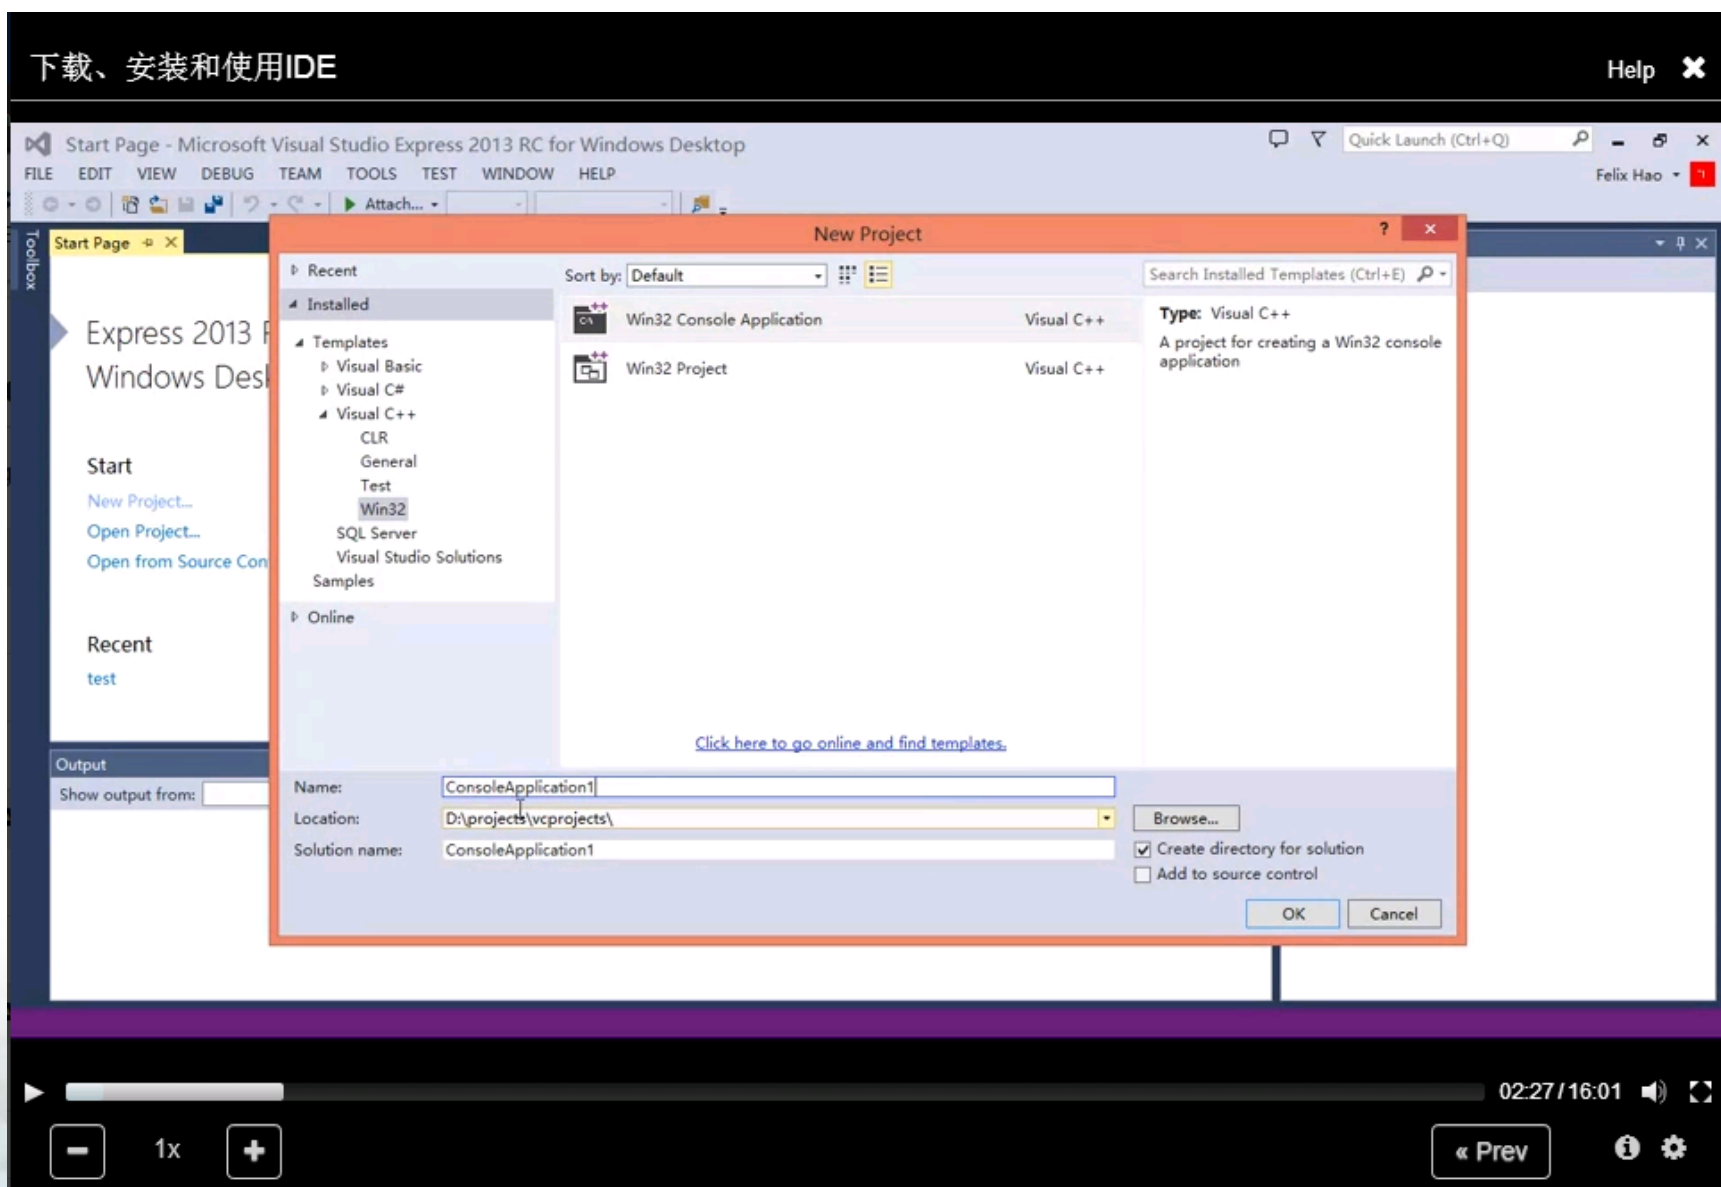 下载、安装和使用IDE
Help
Start Page - Microsoft Visual Studio Express 2013 RC for Windows Desktop
Quick Launch (Ctrl+Q)
FILE EDIT VIEW DEBUG TEAM TOOLS TEST WINDOW HELP
Felix Hao
Attach...
Toolbox
Start Page
Express 2013 R
Windows Desk
Start
New Project...
Open Project...
Open from Source Con
Recent
test
Output
Show output from:
New Project
?
Recent
Installed
Templates
Visual Basic
Visual C#
Visual C++
CLR
General
Test
Win32
SQL Server
Visual Studio Solutions
Samples
Online
Sort by: Default
Search Installed Templates (Ctrl+E)
Win32 Console Application Visual C++
Win32 Project Visual C++
Type: Visual C++
A project for creating a Win32 console
application
Click here to go online and find templates.
Name: ConsoleApplication1
Location: D:\projects\vcprojects\
Browse...
Solution name: ConsoleApplication1
Create directory for solution
Add to source control
OK Cancel
02:27/16:01
1x
« Prev